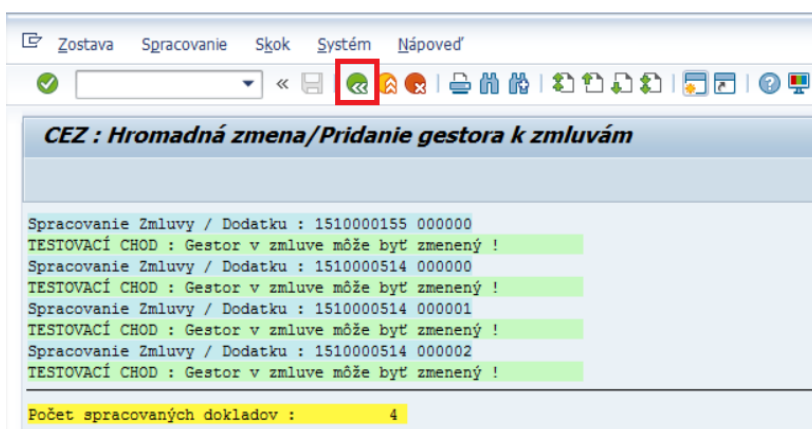 Zostava Spracovanie Skok Systém Nápoveď
CEZ : Hromadná zmena/Pridanie gestora k zmluvám
Spracovanie Zmluvy / Dodatku : 1510000155 000000
TESTOVACÍ CHOD : Gestor v zmluve môže byť zmenený !
Spracovanie Zmluvy / Dodatku : 1510000514 000000
TESTOVACÍ CHOD : Gestor v zmluve môže byť zmenený !
Spracovanie Zmluvy / Dodatku : 1510000514 000001
TESTOVACÍ CHOD : Gestor v zmluve môže byť zmenený !
Spracovanie Zmluvy / Dodatku : 1510000514 000002
TESTOVACÍ CHOD : Gestor v zmluve môže byť zmenený !
Počet spracovaných dokladov : 4